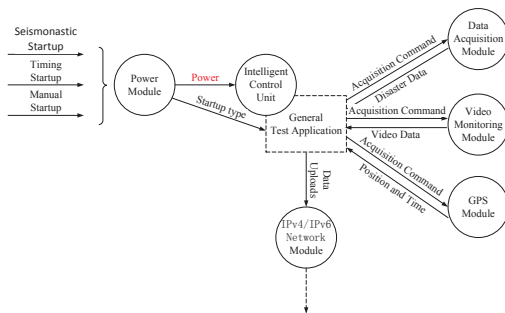 Seismonastic
Startup
Timing
Startup
Manual
Startup
Power
Module
Power
Startup type
Intelligent
Control
Unit
General
Test Application
Acquisition Command
Disaster Data
Data
Acquisition
Module
Acquisition Command
Video Data
Video
Monitoring
Module
Acquisition Command
Position and Time
GPS
Module
Data
Uploads
IPv4/IPv6
Network
Module